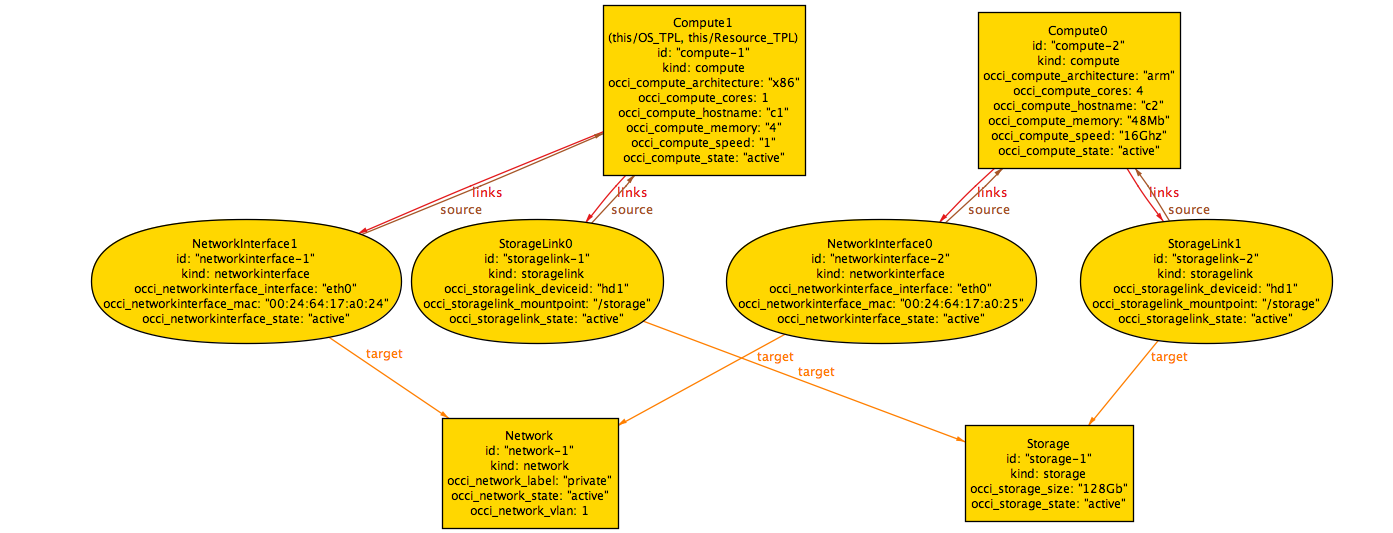 Compute1
(this/OS_TPL, this/Resource_TPL)
id: "compute-1"
kind: compute
occi_compute_architecture: "x86"
occi_compute_cores: 1
occi_compute_hostname: "c1"
occi_compute_memory: "4"
occi_compute_speed: "1"
occi_compute_state: "active"
Compute0
id: "compute-2"
kind: compute
occi_compute_architecture: "arm"
occi_compute_cores: 4
occi_compute_hostname: "c2"
occi_compute_memory: "48Mb"
occi_compute_speed: "16Ghz"
occi_compute_state: "active"
links
source
links
source
links
source
links
source
NetworkInterface1
id: "networkinterface-1"
kind: networkinterface
occi_networkinterface_interface: "eth0"
occi_networkinterface_mac: "00:24:64:17:a0:24"
occi_networkinterface_state: "active"
StorageLink0
id: "storagelink-1"
kind: storagelink
occi_storagelink_deviceid: "hd1"
occi_storagelink_mountpoint: "/storage"
occi_storagelink_state: "active"
NetworkInterface0
id: "networkinterface-2"
kind: networkinterface
occi_networkinterface_interface: "eth0"
occi_networkinterface_mac: "00:24:64:17:a0:25"
occi_networkinterface_state: "active"
StorageLink1
id: "storagelink-2"
kind: storagelink
occi_storagelink_deviceid: "hd1"
occi_storagelink_mountpoint: "/storage"
occi_storagelink_state: "active"
target
target
target
target
Network
id: "network-1"
kind: network
occi_network_label: "private"
occi_network_state: "active"
occi_network_vlan: 1
Storage
id: "storage-1"
kind: storage
occi_storage_size: "128Gb"
occi_storage_state: "active"